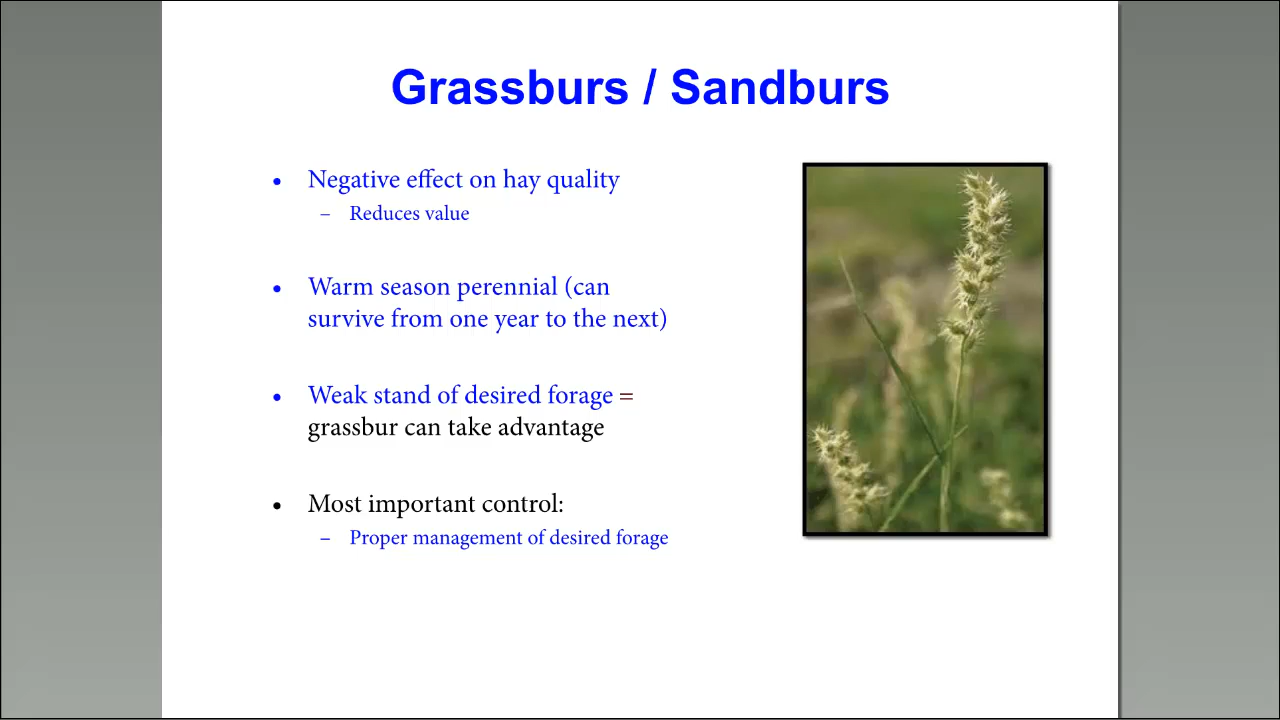 Grassburs / Sandburs
• Negative effect on hay quality
– Reduces value
• Warm season perennial (can
survive from one year to the next)
• Weak stand of desired forage =
grassbur can take advantage
• Most important control:
– Proper management of desired forage